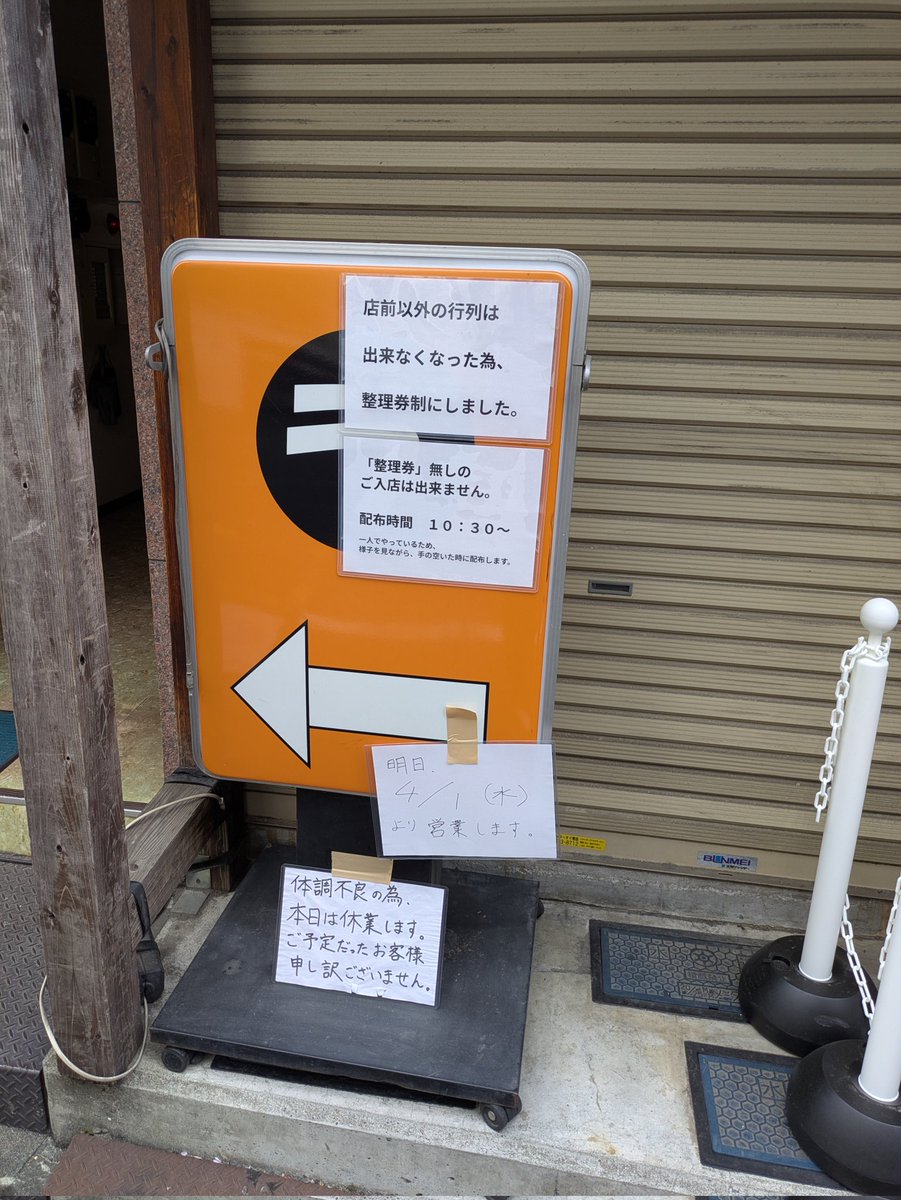 店前以外の行列は
出来なくなった為、
整理券制にしました。
「整理券」無しの
ご入店は出来ません。
配布時間　１０：３０～
一人でやっているため、
様子を見ながら、手の空いた時に配布します。
明日.
4/1 (水)
より営業します。
体調不良の為、
本日は休業します。
ご予定だったお客様
申し訳ございません。
BUNMEI